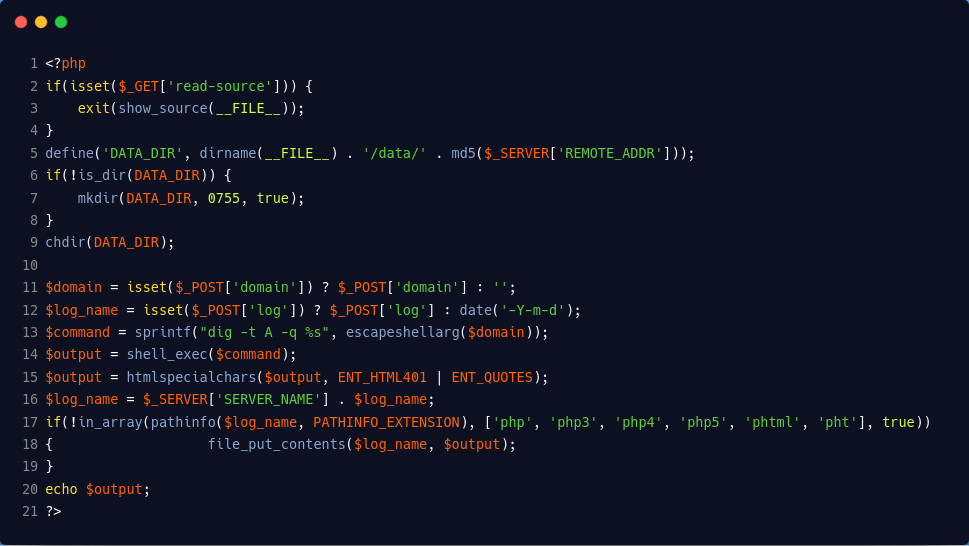 1 <?php
2 if(isset($_GET['read-source'])) {
3     exit(show_source(__FILE__));
4 }
5 define('DATA_DIR', dirname(__FILE__) . '/data/' . md5($_SERVER['REMOTE_ADDR']));
6 if(!is_dir(DATA_DIR)) {
7     mkdir(DATA_DIR, 0755, true);
8 }
9 chdir(DATA_DIR);
10
11 $domain = isset($_POST['domain']) ? $_POST['domain'] : '';
12 $log_name = isset($_POST['log']) ? $_POST['log'] : date('-Y-m-d');
13 $command = sprintf("dig -t A -q %s", escapeshellarg($domain));
14 $output = shell_exec($command);
15 $output = htmlspecialchars($output, ENT_HTML401 | ENT_QUOTES);
16 $log_name = $_SERVER['SERVER_NAME'] . $log_name;
17 if(!in_array(pathinfo($log_name, PATHINFO_EXTENSION), ['php', 'php3', 'php4', 'php5', 'phtml', 'pht'], true))
18 {                   file_put_contents($log_name, $output);
19 }
20 echo $output;
21 ?>